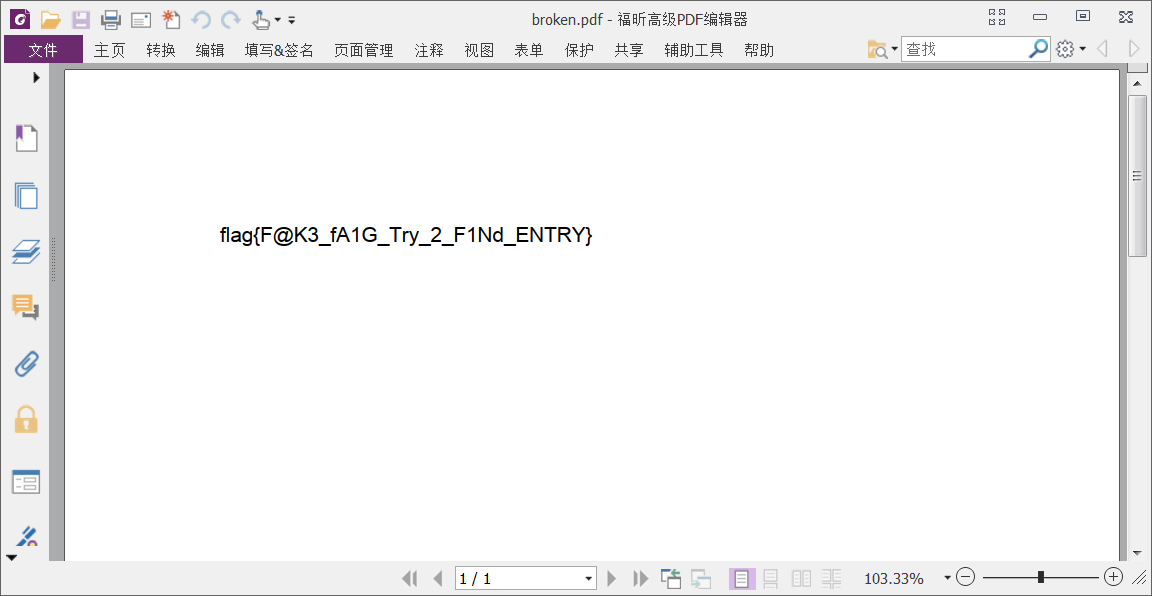 broken.pdf - 福昕高级PDF编辑器
文件 主页 转换 编辑 填写&签名 页面管理 注释 视图 表单 保护 共享 辅助工具 帮助 查找
flag{F@K3_fA1G_Try_2_F1Nd_ENTRY}
1 / 1 103.33%